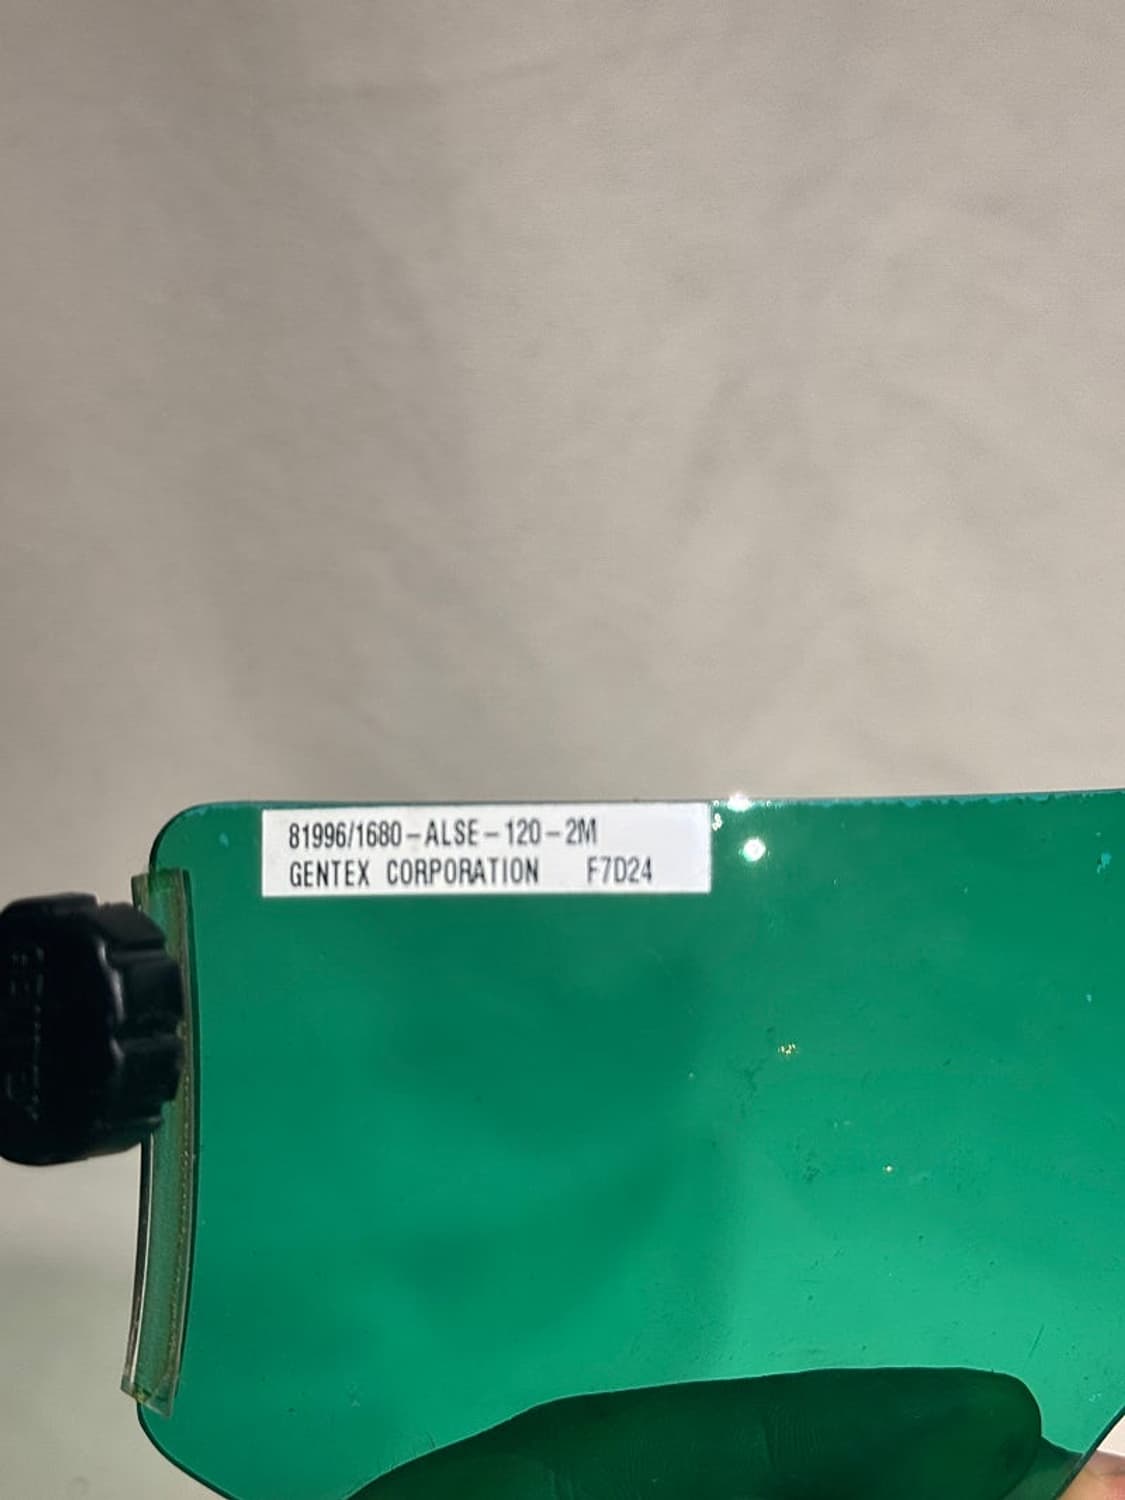 81996/1680-ALSE-120-2M
GENTEX CORPORATION F7D24